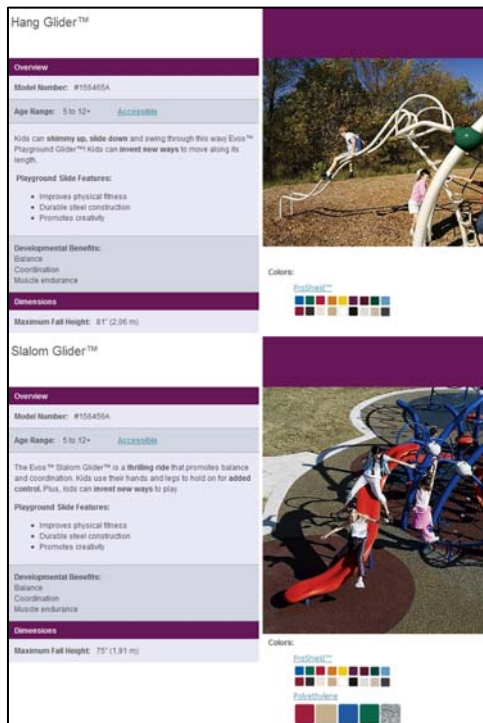 Hang Glider™
Overview
Model Number: #156465A
Age Range: 5 to 12+ Accessible
Kids can shimmy up, slide down and swing through this wavy Evos™
Playground Glider™! Kids can invent new ways to move along its
length.
Playground Slide Features:
• Improves physical fitness
• Durable steel construction
• Promotes creativity
Developmental Benefits:
Balance
Coordination
Muscle endurance
Dimensions
Maximum Fall Height: 81" (2,06 m)
Colors:
ProShield™
Slalom Glider™
Overview
Model Number: #156456A
Age Range: 5 to 12+ Accessible
The Evos™ Slalom Glider™ is a thrilling ride that promotes balance
and coordination. Kids use their hands and legs to hold on for added
control. Plus, kids can invent new ways to play.
Playground Slide Features:
• Improves physical fitness
• Durable steel construction
• Promotes creativity
Developmental Benefits:
Balance
Coordination
Muscle endurance
Dimensions
Maximum Fall Height: 75" (1,91 m)
Colors:
ProShield™
Polyethylene